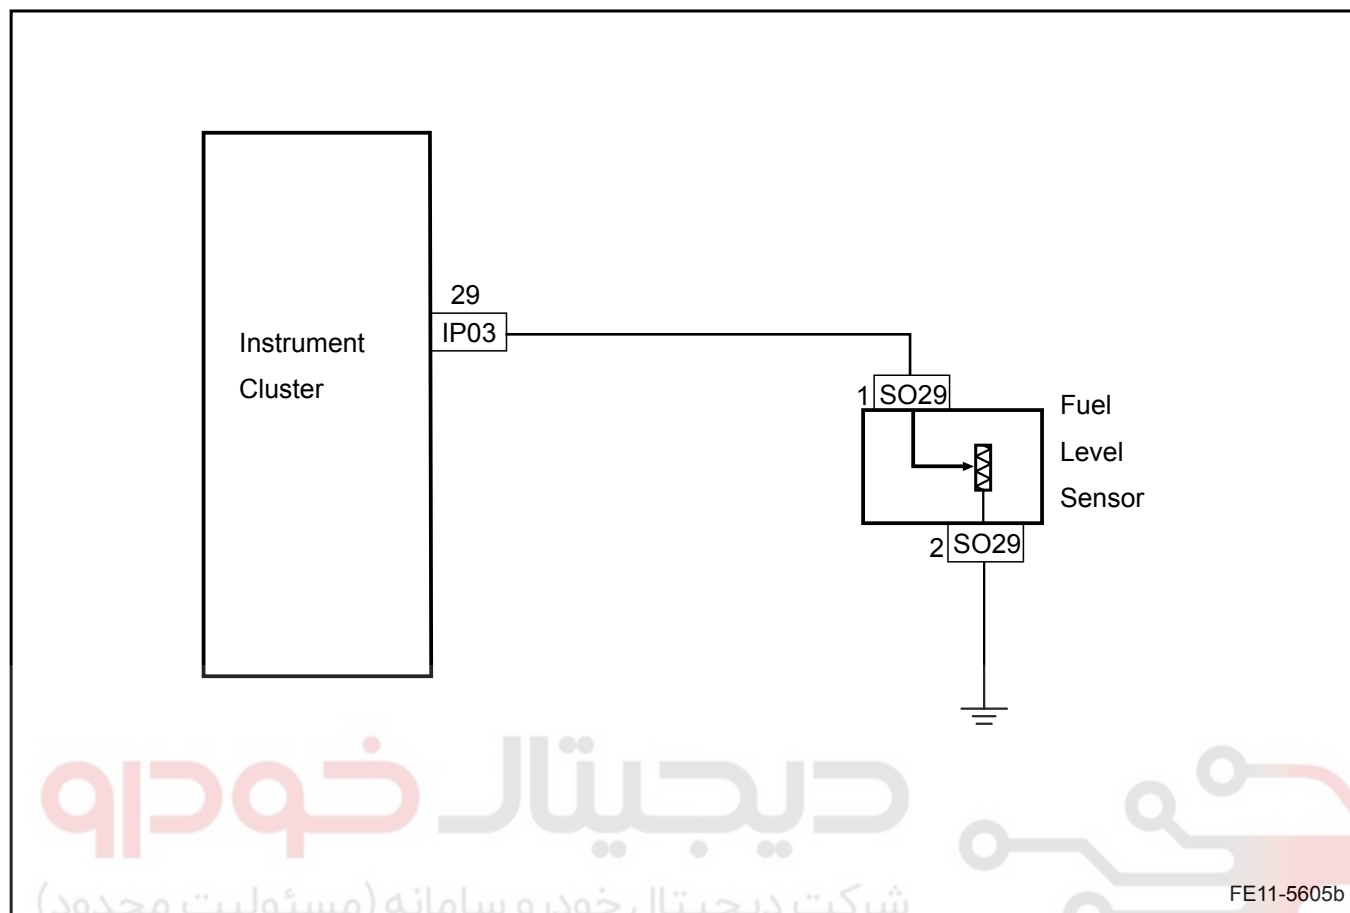 29
IP03
Instrument
Cluster
1 SO29
Fuel
Level
Sensor
2 SO29
دیجیتال خودرو
شرکت دیجیتال خودرو سامانه (مسئولیت محدود)
FE11-5605b